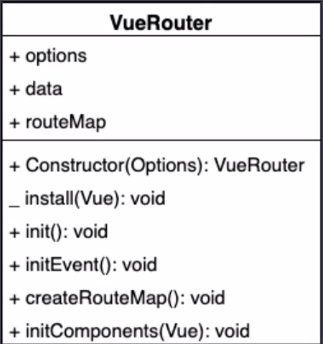 VueRouter
+ options
+ data
+ routeMap
+ Constructor(Options): VueRouter
_ install(Vue): void
+ init(): void
+ initEvent(): void
+ createRouteMap(): void
+ initComponents(Vue): void